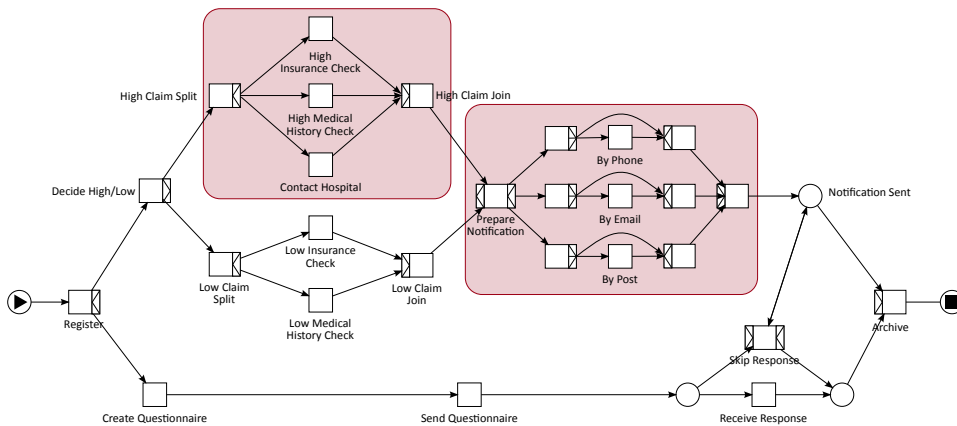 High
Insurance Check
High Claim Split
High Claim Join
High Medical
History Check
By Phone
Contact Hospital
Decide High/Low
Notification Sent
Prepare
Notification
By Email
Low Insurance
Check
By Post
Low Claim
Split
Low Claim
Join
Register
Low Medical
History Check
Archive
Skip Response
Create Questionnaire
Send Questionnaire
Receive Response